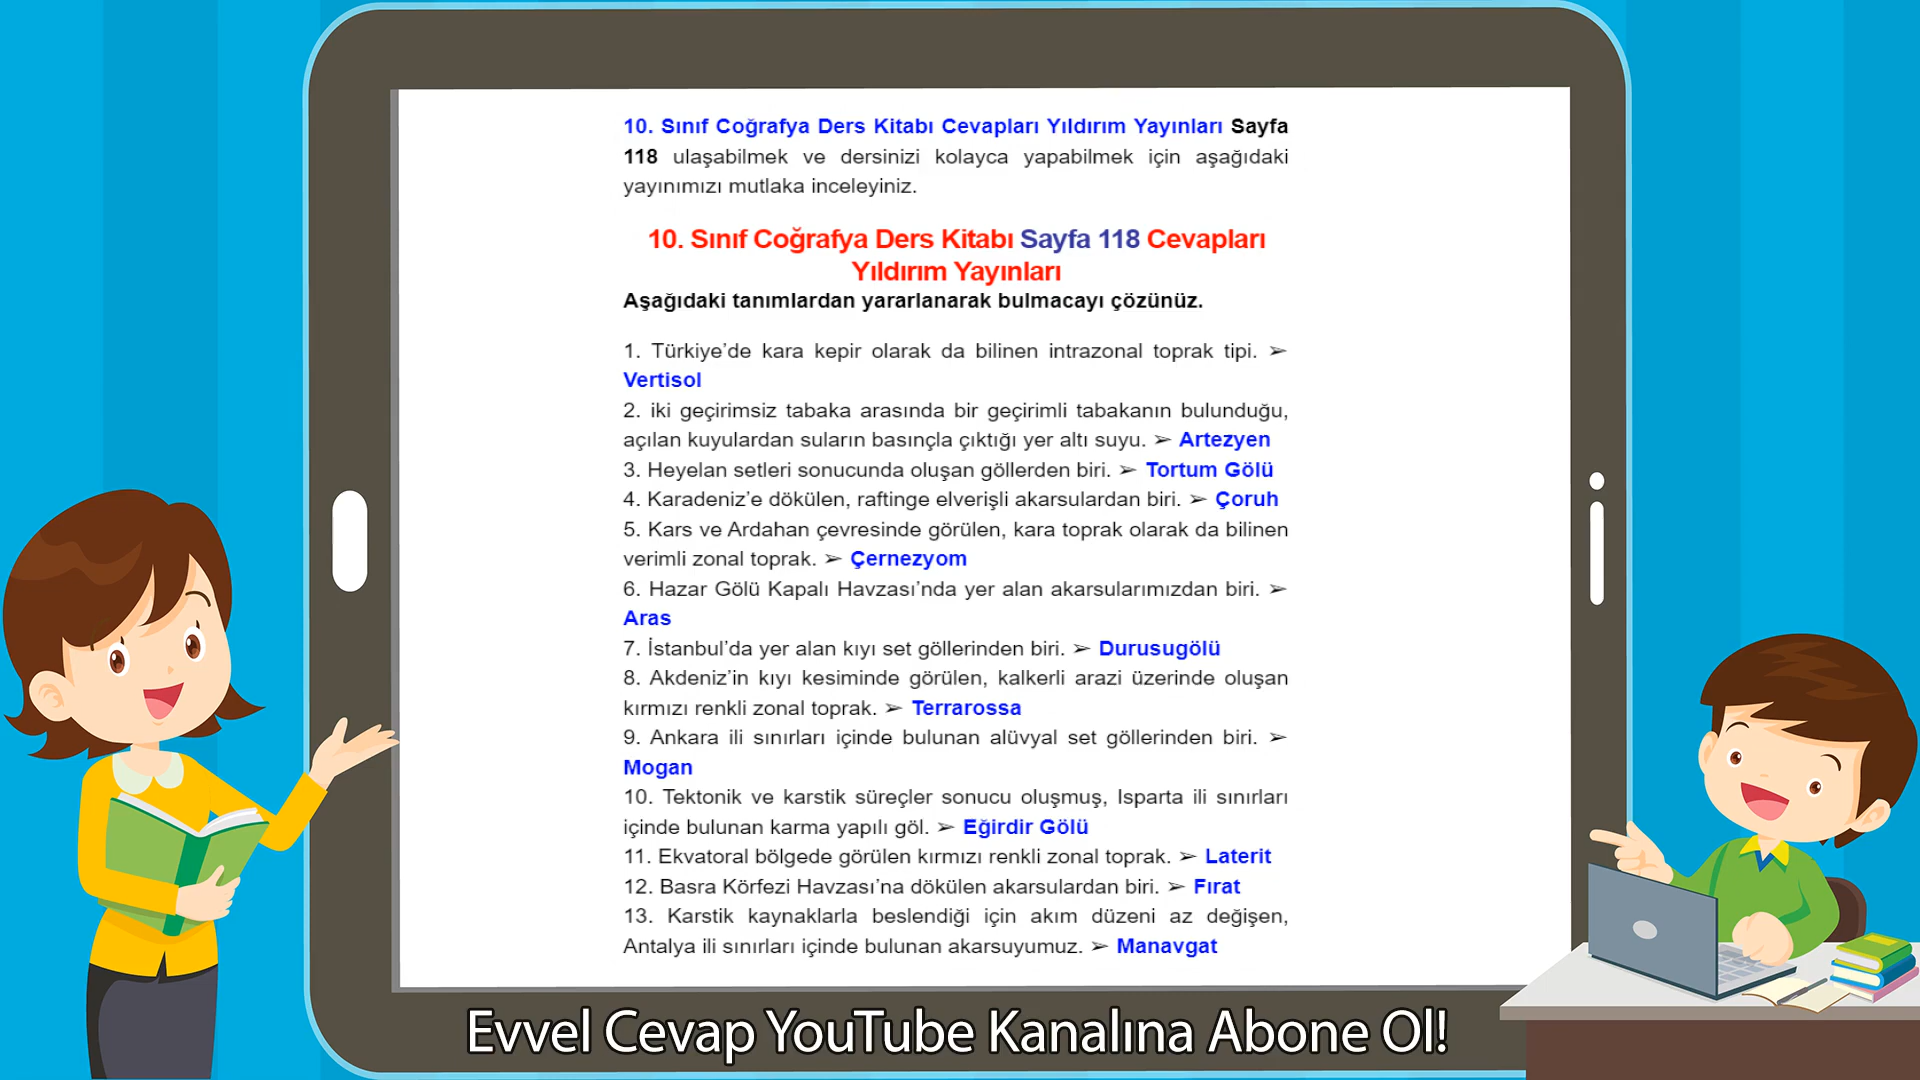 10. Sınıf Coğrafya Ders Kitabı Cevapları Yıldırım Yayınları Sayfa
118 ulaşabilmek ve dersinizi kolayca yapabilmek için aşağıdaki
yayınımızı mutlaka inceleyiniz.
10. Sınıf Coğrafya Ders Kitabı Sayfa 118 Cevapları
Yıldırım Yayınları
Aşağıdaki tanımlardan yararlanarak bulmacayı çözünüz.
1. Türkiye'de kara kepir olarak da bilinen intrazonal toprak tipi. ➢
Vertisol
2. iki geçirimsiz tabaka arasında bir geçirimli tabakanın bulunduğu,
açılan kuyulardan suların basınçla çıktığı yer altı suyu. ➢ Artezyen
3. Heyelan setleri sonucunda oluşan göllerden biri. ➢ Tortum Gölü
4. Karadeniz'e dökülen, raftinge elverişli akarsulardan biri. ➢ Çoruh
5. Kars ve Ardahan çevresinde görülen, kara toprak olarak da bilinen
verimli zonal toprak. ➢ Çernezyom
6. Hazar Gölü Kapalı Havzası'nda yer alan akarsularımızdan biri. ➢
Aras
7. İstanbul'da yer alan kıyı set göllerinden biri. ➢ Durusugölü
8. Akdeniz'in kıyı kesiminde görülen, kalkerli arazi üzerinde oluşan
kırmızı renkli zonal toprak. ➢ Terrarossa
9. Ankara ili sınırları içinde bulunan alüvyal set göllerinden biri. ➢
Mogan
10. Tektonik ve karstik süreçler sonucu oluşmuş, Isparta ili sınırları
içinde bulunan karma yapılı göl. ➢ Eğirdir Gölü
11. Ekvatoral bölgede görülen kırmızı renkli zonal toprak. ➢ Laterit
12. Basra Körfezi Havzası'na dökülen akarsulardan biri. ➢ Fırat
13. Karstik kaynaklarla beslendiği için akım düzeni az değişen,
Antalya ili sınırları içinde bulunan akarsuyumuz. ➢ Manavgat
Evvel Cevap YouTube Kanalına Abone Ol!